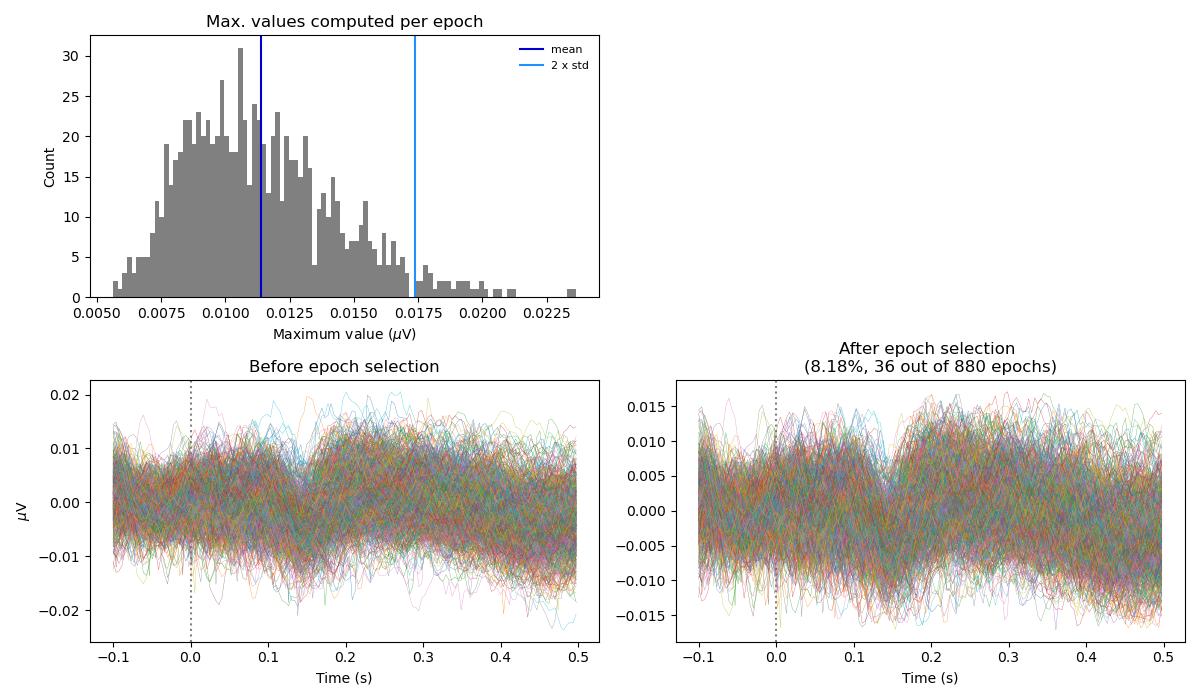 Max. values computed per epoch
mean
2 x std
Count
30
25
20
15
10
5
0
0.0050 0.0075 0.0100 0.0125 0.0150 0.0175 0.0200 0.0225
Maximum value (μV)
Before epoch selection
μV
0.02
0.01
0.00
−0.01
−0.02
−0.1 0.0 0.1 0.2 0.3 0.4 0.5
Time (s)
After epoch selection
(8.18%, 36 out of 880 epochs)
0.015
0.010
0.005
0.000
−0.005
−0.010
−0.015
−0.1 0.0 0.1 0.2 0.3 0.4 0.5
Time (s)